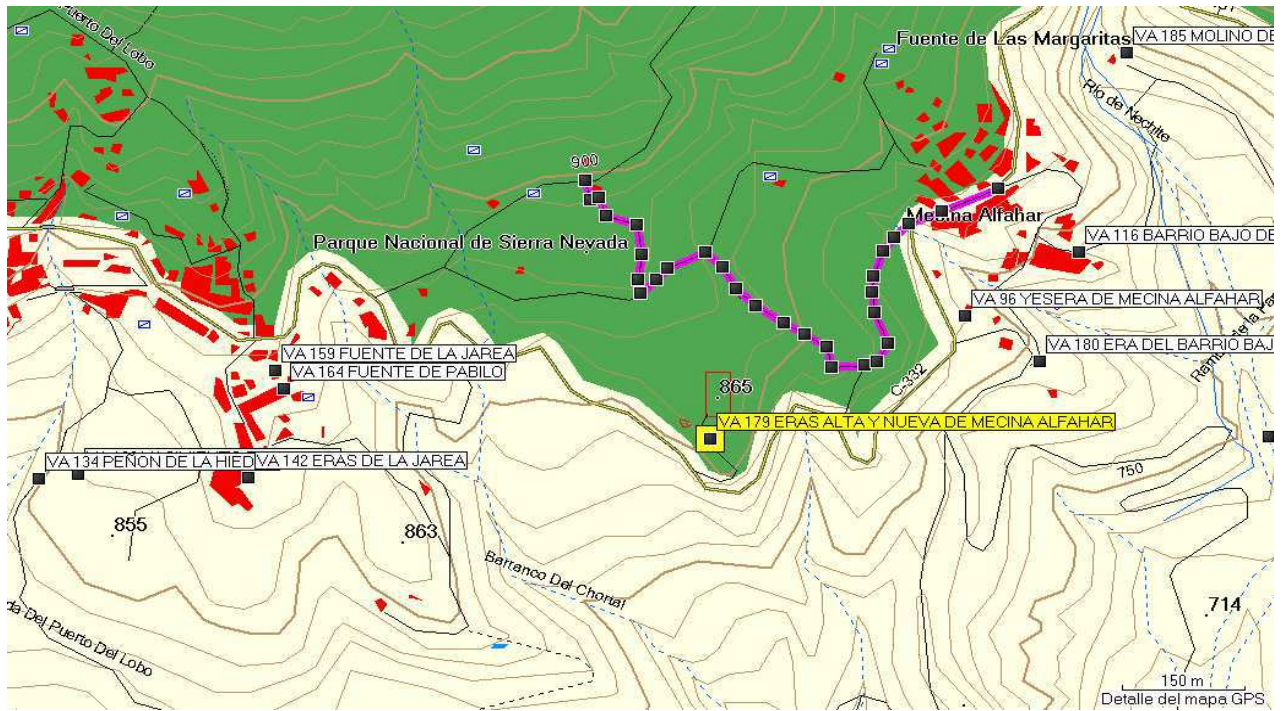 Puerto Del Lobo
Fuente de Las Margaritas
VA 185 MOLINO DE
Río de Nechite
900
Parque Nacional de Sierra Nevada
Mecina Alfahar
VA 116 BARRIO BAJO DE
VA 96 YESERA DE MECINA ALFAHAR
VA 180 ERA DEL BARRIO BAJ
VA 159 FUENTE DE LA JAREA
VA 164 FUENTE DE PABILO
C-332
865
VA 179 ERAS ALTA Y NUEVA DE MECINA ALFAHAR
VA 134 PEÑON DE LA HIED
VA 142 ERAS DE LA JAREA
750
855
863
Barranco Del Chortal
714
da Del Puerto Del Lobo
150 m
Detalle del mapa GPS